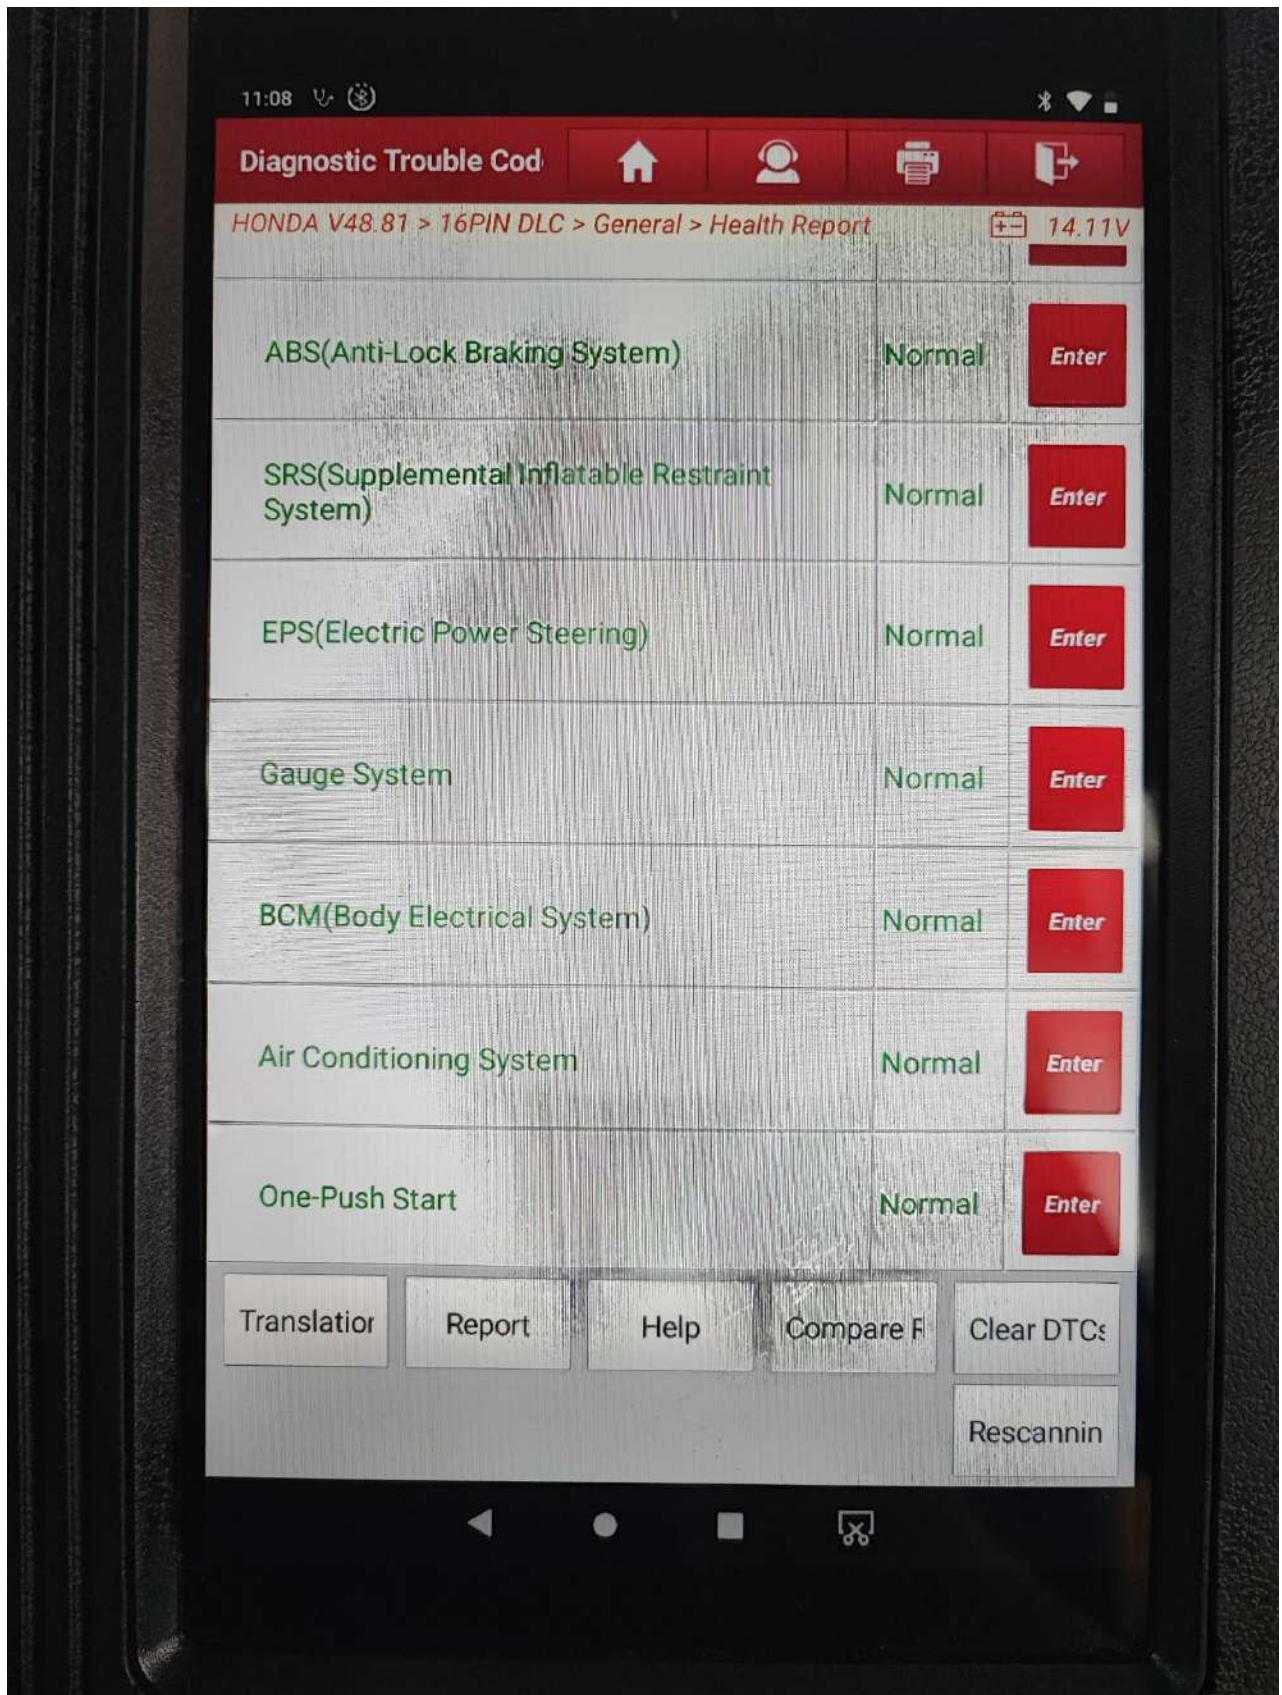 11:08
Diagnostic Trouble Cod
HONDA V48.81 > 16PIN DLC > General > Health Report 14.11V
ABS(Anti-Lock Braking System) Normal Enter
SRS(Supplemental Inflatable Restraint
System) Normal Enter
EPS(Electric Power Steering) Normal Enter
Gauge System Normal Enter
BCM(Body Electrical System) Normal Enter
Air Conditioning System Normal Enter
One-Push Start Normal Enter
Translation Report Help Compare R Clear DTCs
Rescannin